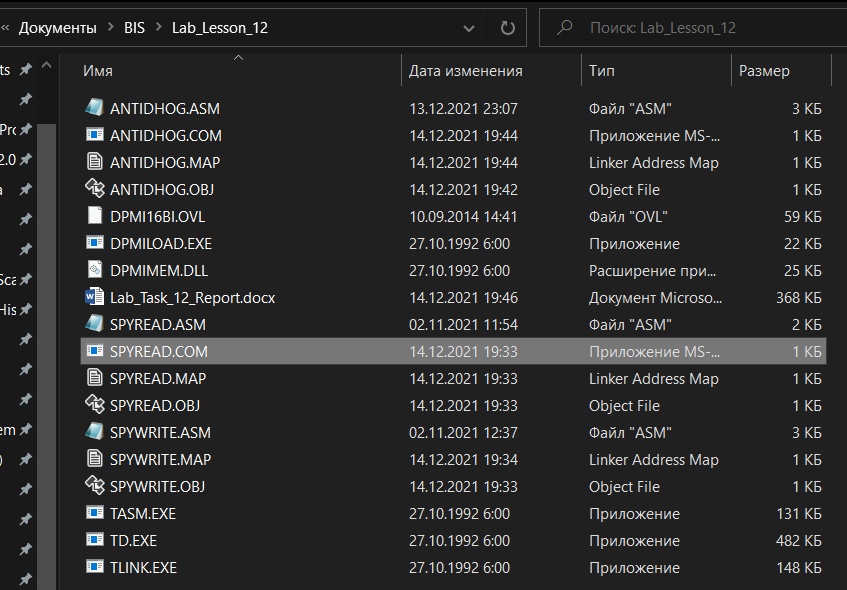 « Документы > BIS > Lab_Lesson_12 Поиск: Lab_Lesson_12
ts Имя Дата изменения Тип Размер
ANTIDHOG.ASM 13.12.2021 23:07 Файл "ASM" 3 КБ
Pro ANTIDHOG.COM 14.12.2021 19:44 Приложение MS-... 1 КБ
2.0 ANTIDHOG.MAP 14.12.2021 19:44 Linker Address Map 1 КБ
a ANTIDHOG.OBJ 14.12.2021 19:42 Object File 1 КБ
DPMI16BI.OVL 10.09.2014 14:41 Файл "OVL" 59 КБ
DPMILOAD.EXE 27.10.1992 6:00 Приложение 22 КБ
Sca DPMIMEM.DLL 27.10.1992 6:00 Расширение при... 25 КБ
His Lab_Task_12_Report.docx 14.12.2021 19:46 Документ Microso... 368 КБ
SPYREAD.ASM 02.11.2021 11:54 Файл "ASM" 2 КБ
SPYREAD.COM 14.12.2021 19:33 Приложение MS-... 1 КБ
SPYREAD.MAP 14.12.2021 19:33 Linker Address Map 1 КБ
SPYREAD.OBJ 14.12.2021 19:33 Object File 1 КБ
em SPYWRITE.ASM 02.11.2021 12:37 Файл "ASM" 3 КБ
) SPYWRITE.MAP 14.12.2021 19:34 Linker Address Map 1 КБ
SPYWRITE.OBJ 14.12.2021 19:33 Object File 1 КБ
TASM.EXE 27.10.1992 6:00 Приложение 131 КБ
TD.EXE 27.10.1992 6:00 Приложение 482 КБ
TLINK.EXE 27.10.1992 6:00 Приложение 148 КБ